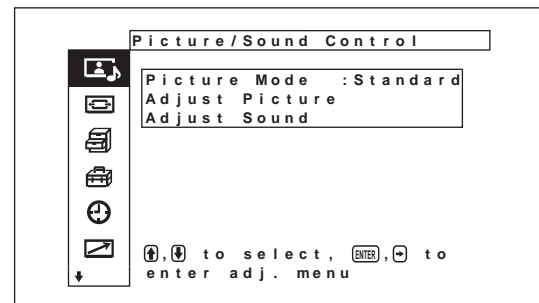 Picture/Sound Control
Picture Mode :Standard
Adjust Picture
Adjust Sound
, to select, ENTER, to
enter adj. menu